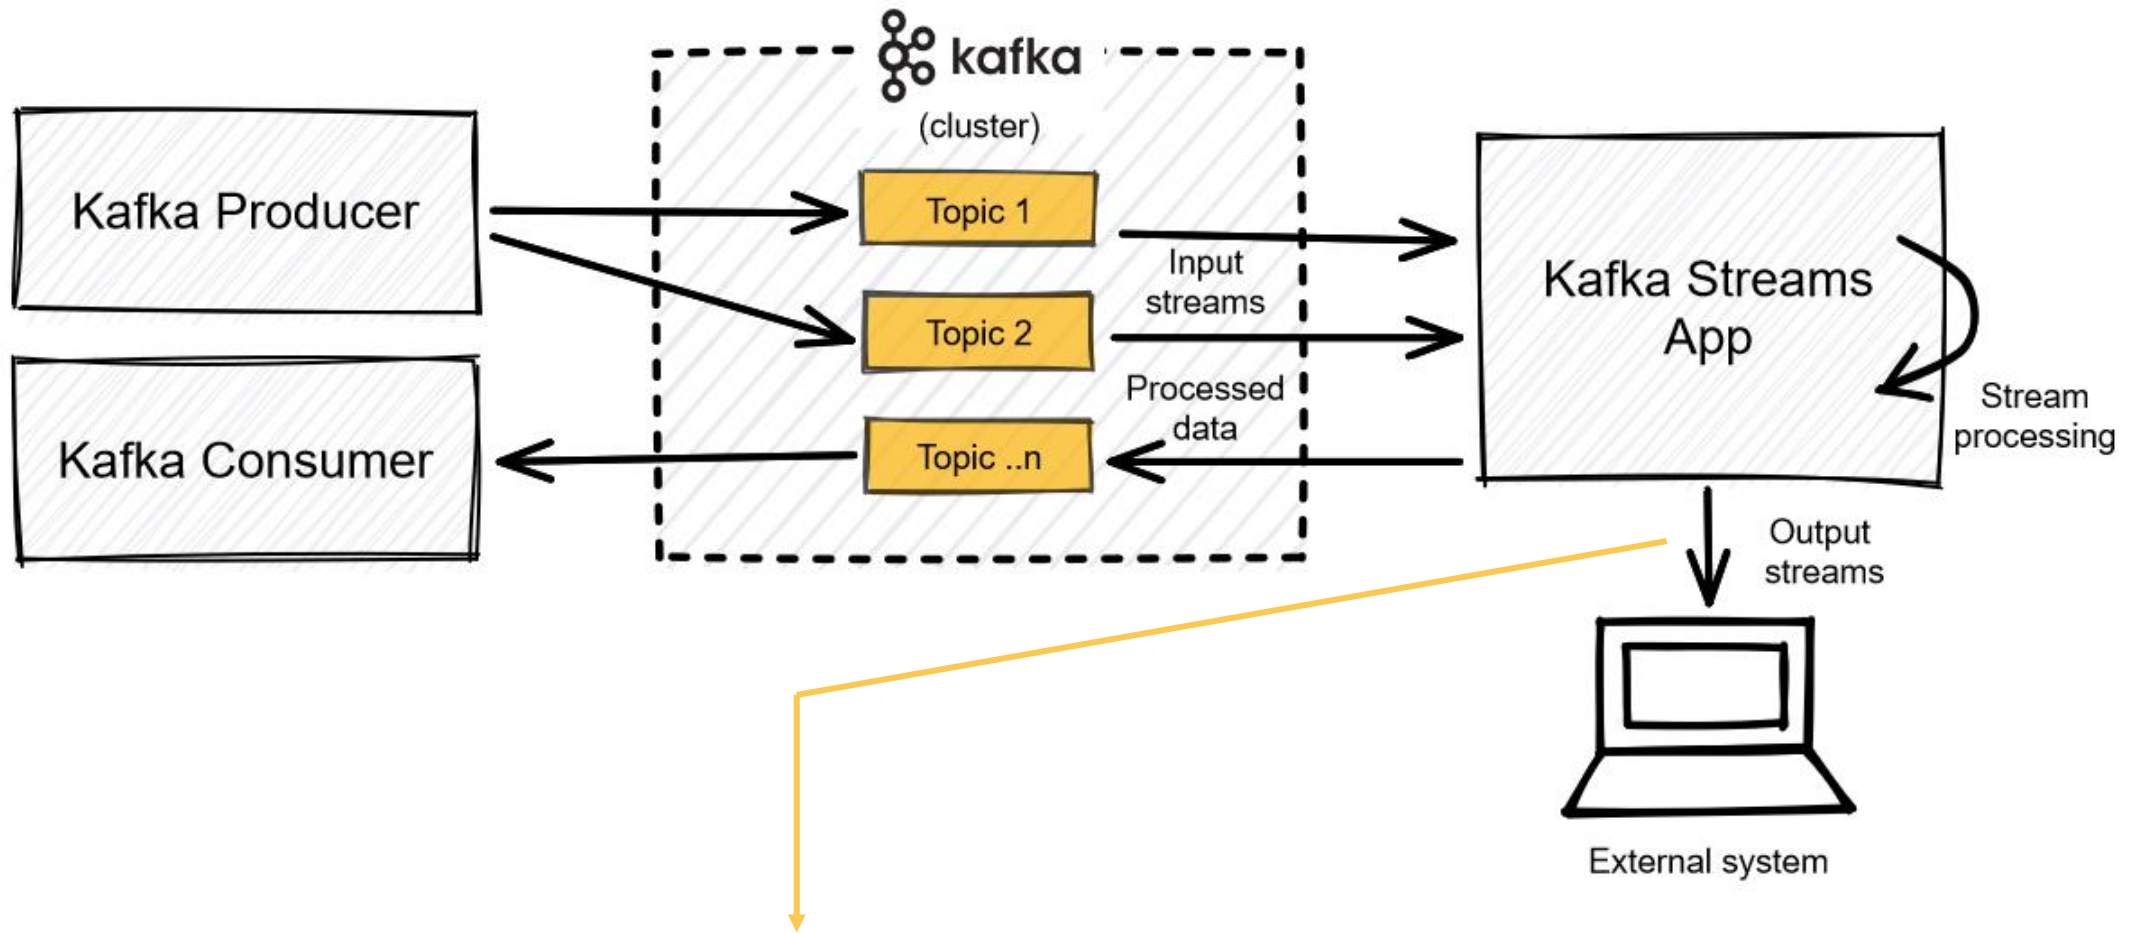 kafka
(cluster)
Kafka Producer
Topic 1
Input
streams
Topic 2
Kafka Streams
App
Processed
data
Kafka Consumer
Topic ..n
Stream
processing
Output
streams
External system